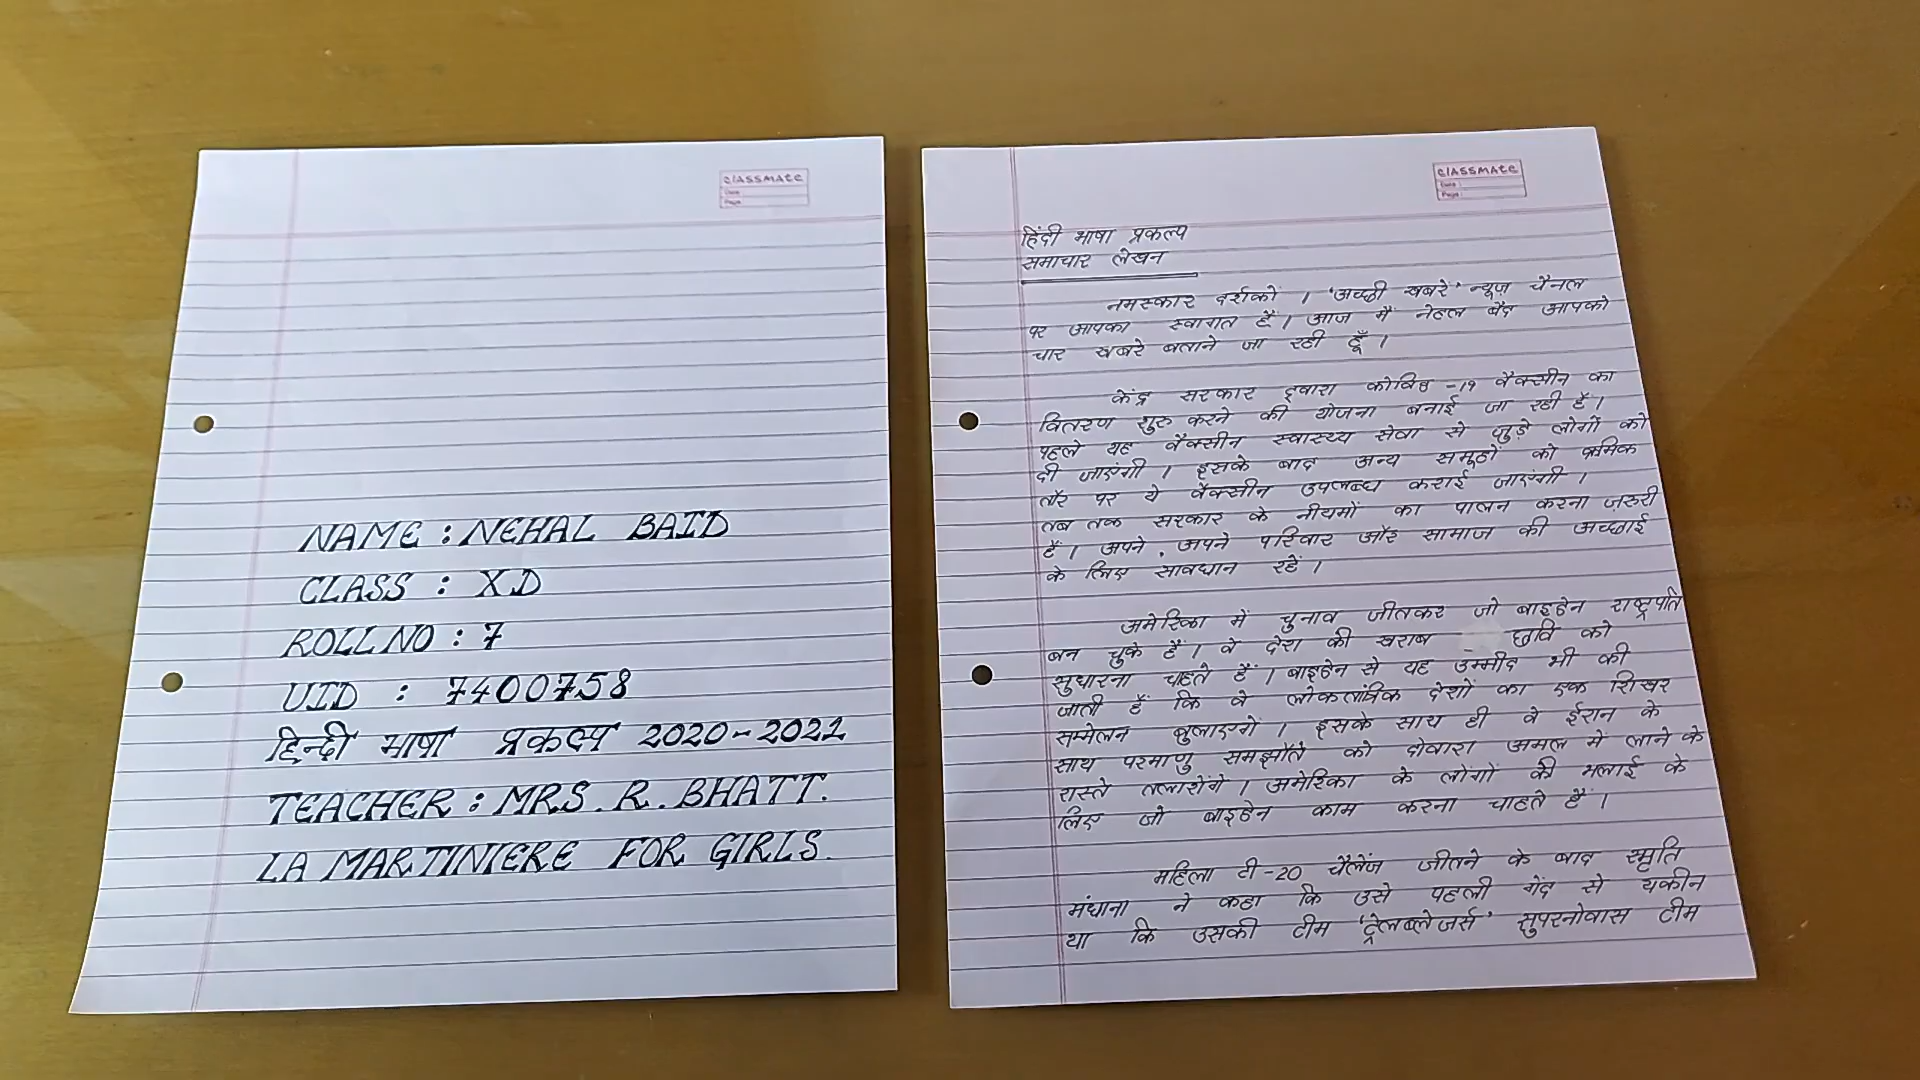 classmate
Date
Page
NAME : NEHAL BAID
CLASS : X D
ROLL NO : 7
UID : 7400758
हिन्दी भाषा प्रकल्प 2020-2021
TEACHER : MRS. R. BHATT.
LA MARTINIERE FOR GIRLS.
classmate
Date
Page
हिंदी भाषा प्रकल्प
समाचार लेखन
नमस्कार दर्शकों । 'अच्छी खबरे' न्यूज़ चैनल
पर आपका स्वागत है । आज मैं नेहल बैद आपको
चार खबरे बताने जा रही हूँ ।
केंद्र सरकार द्वारा कोविड -19 वैक्सीन का
वितरण शुरु करने की योजना बनाई जा रही है ।
पहले यह वैक्सीन स्वास्थ्य सेवा से जुड़े लोगों को
दी जाएंगी । इसके बाद अन्य समूहों को क्रमिक
तौर पर ये वैक्सीन उपलब्ध कराई जाएंगी ।
तब तक सरकार के नीयमों का पालन करना ज़रुरी
है । अपने , अपने परिवार और सामाज की अच्छाई
के लिए सावधान रहें ।
अमेरिका में चुनाव जीतकर जो बाइडेन राष्ट्रपति
बन चुके हैं । वे देश की खराब छवि को
सुधारना चाहते हैं । बाइडेन से यह उम्मीद भी की
जाती हैं कि वे लोकतांत्रिक देशों का एक शिखर
सम्मेलन बुलाएगें । इसके साथ ही वे ईरान के
साथ परमाणु समझौते को दोबारा अमल में लाने के
रास्ते तलाशेंगे । अमेरिका के लोंगों की भलाई के
लिए जो बाइडेन काम करना चाहते हैं ।
महिला टी-20 चैलेंज जीतने के बाद स्मृति
मंधाना ने कहा कि उसे पहली गेंद से यकीन
था कि उसकी टीम 'ट्रेलब्लेजर्स' सुपरनोवास टीम